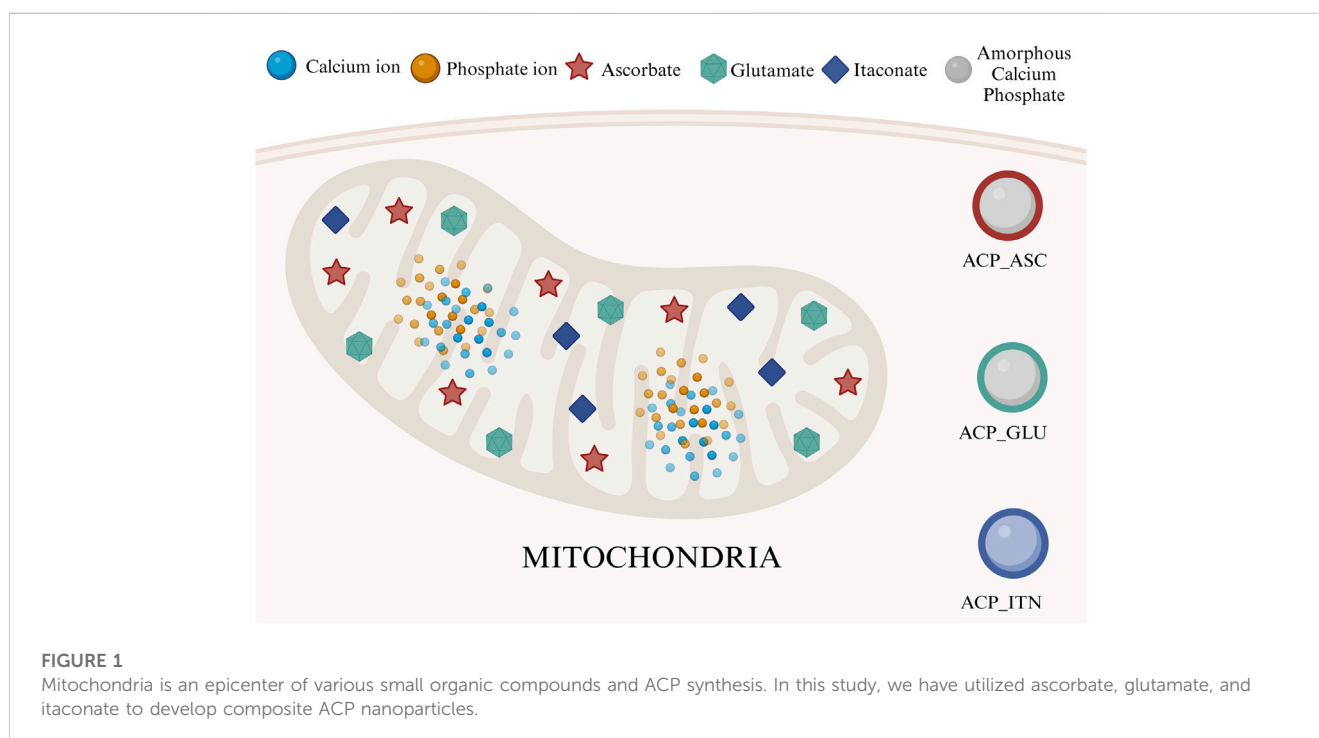 Calcium ion
Phosphate ion
Ascorbate
Glutamate
Itaconate
Amorphous
Calcium
Phosphate
ACP_ASC
ACP_GLU
ACP_ITN
MITOCHONDRIA
FIGURE 1
Mitochondria is an epicenter of various small organic compounds and ACP synthesis. In this study, we have utilized ascorbate, glutamate, and
itaconate to develop composite ACP nanoparticles.